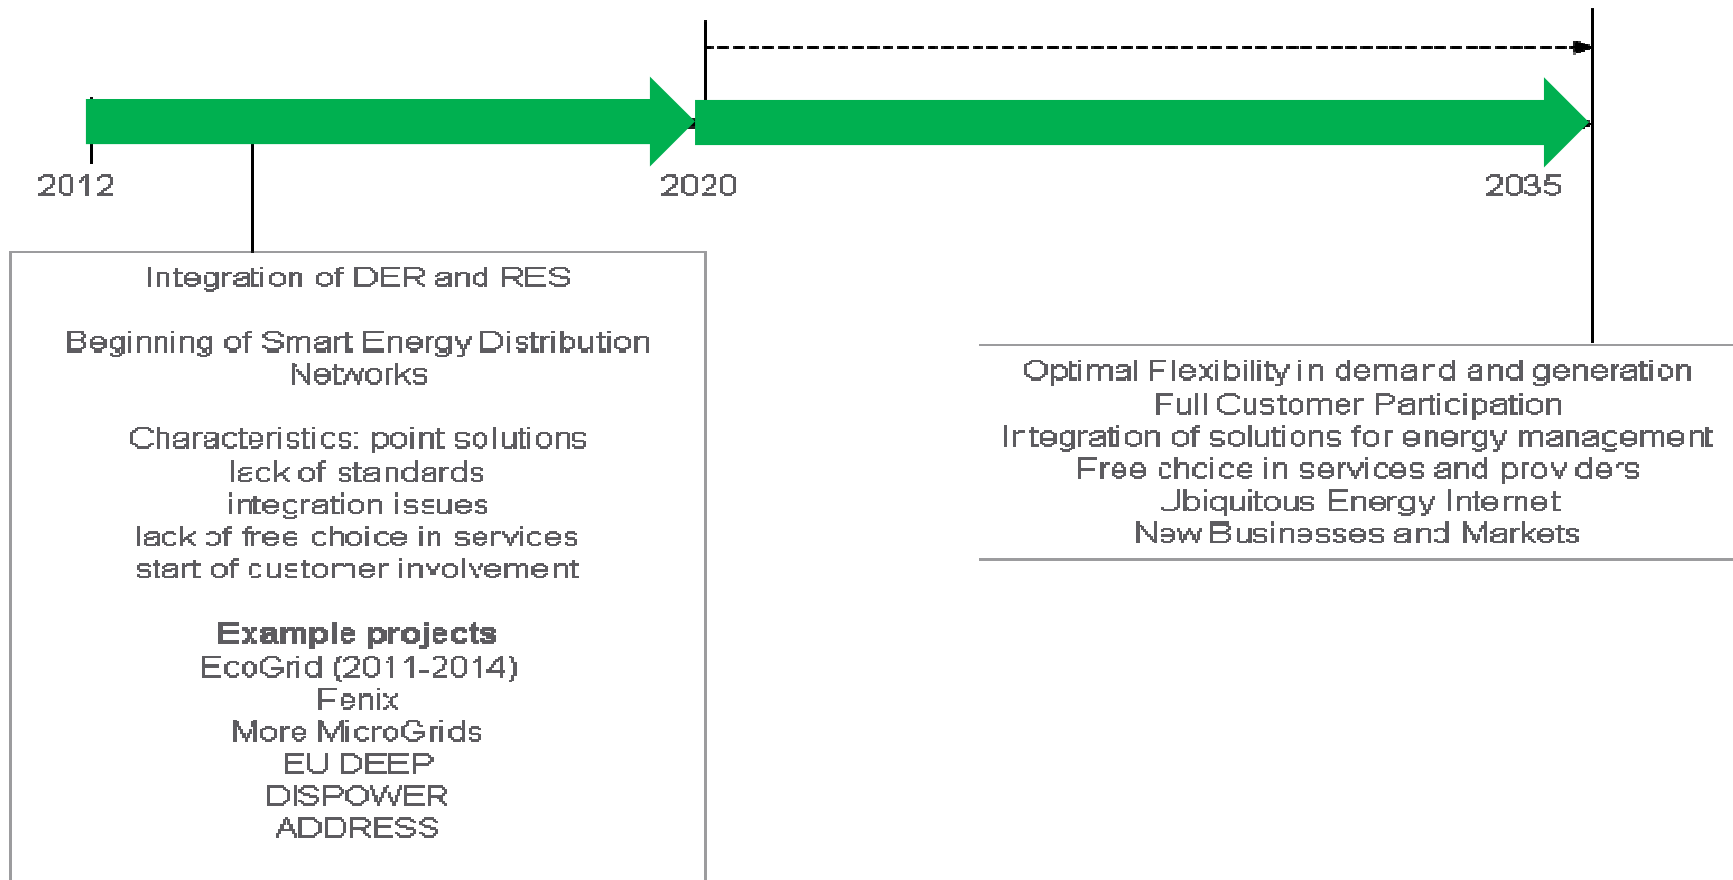 2012
2020
2035
Integration of DER and RES
Beginning of Smart Energy Distribution
Networks
Characteristics: point solutions
lack of standards
integration issues
lack of free choice in services
start of customer involvement
Example projects
EcoGrid (2011-2014)
Fenix
More MicroGrids
EU DEEP
DISPOWER
ADDRESS
Optimal Flexibility in demand and generation
Full Customer Participation
Integration of solutions for energy management
Free choice in services and providers
Ubiquitous Energy Internet
New Businesses and Markets